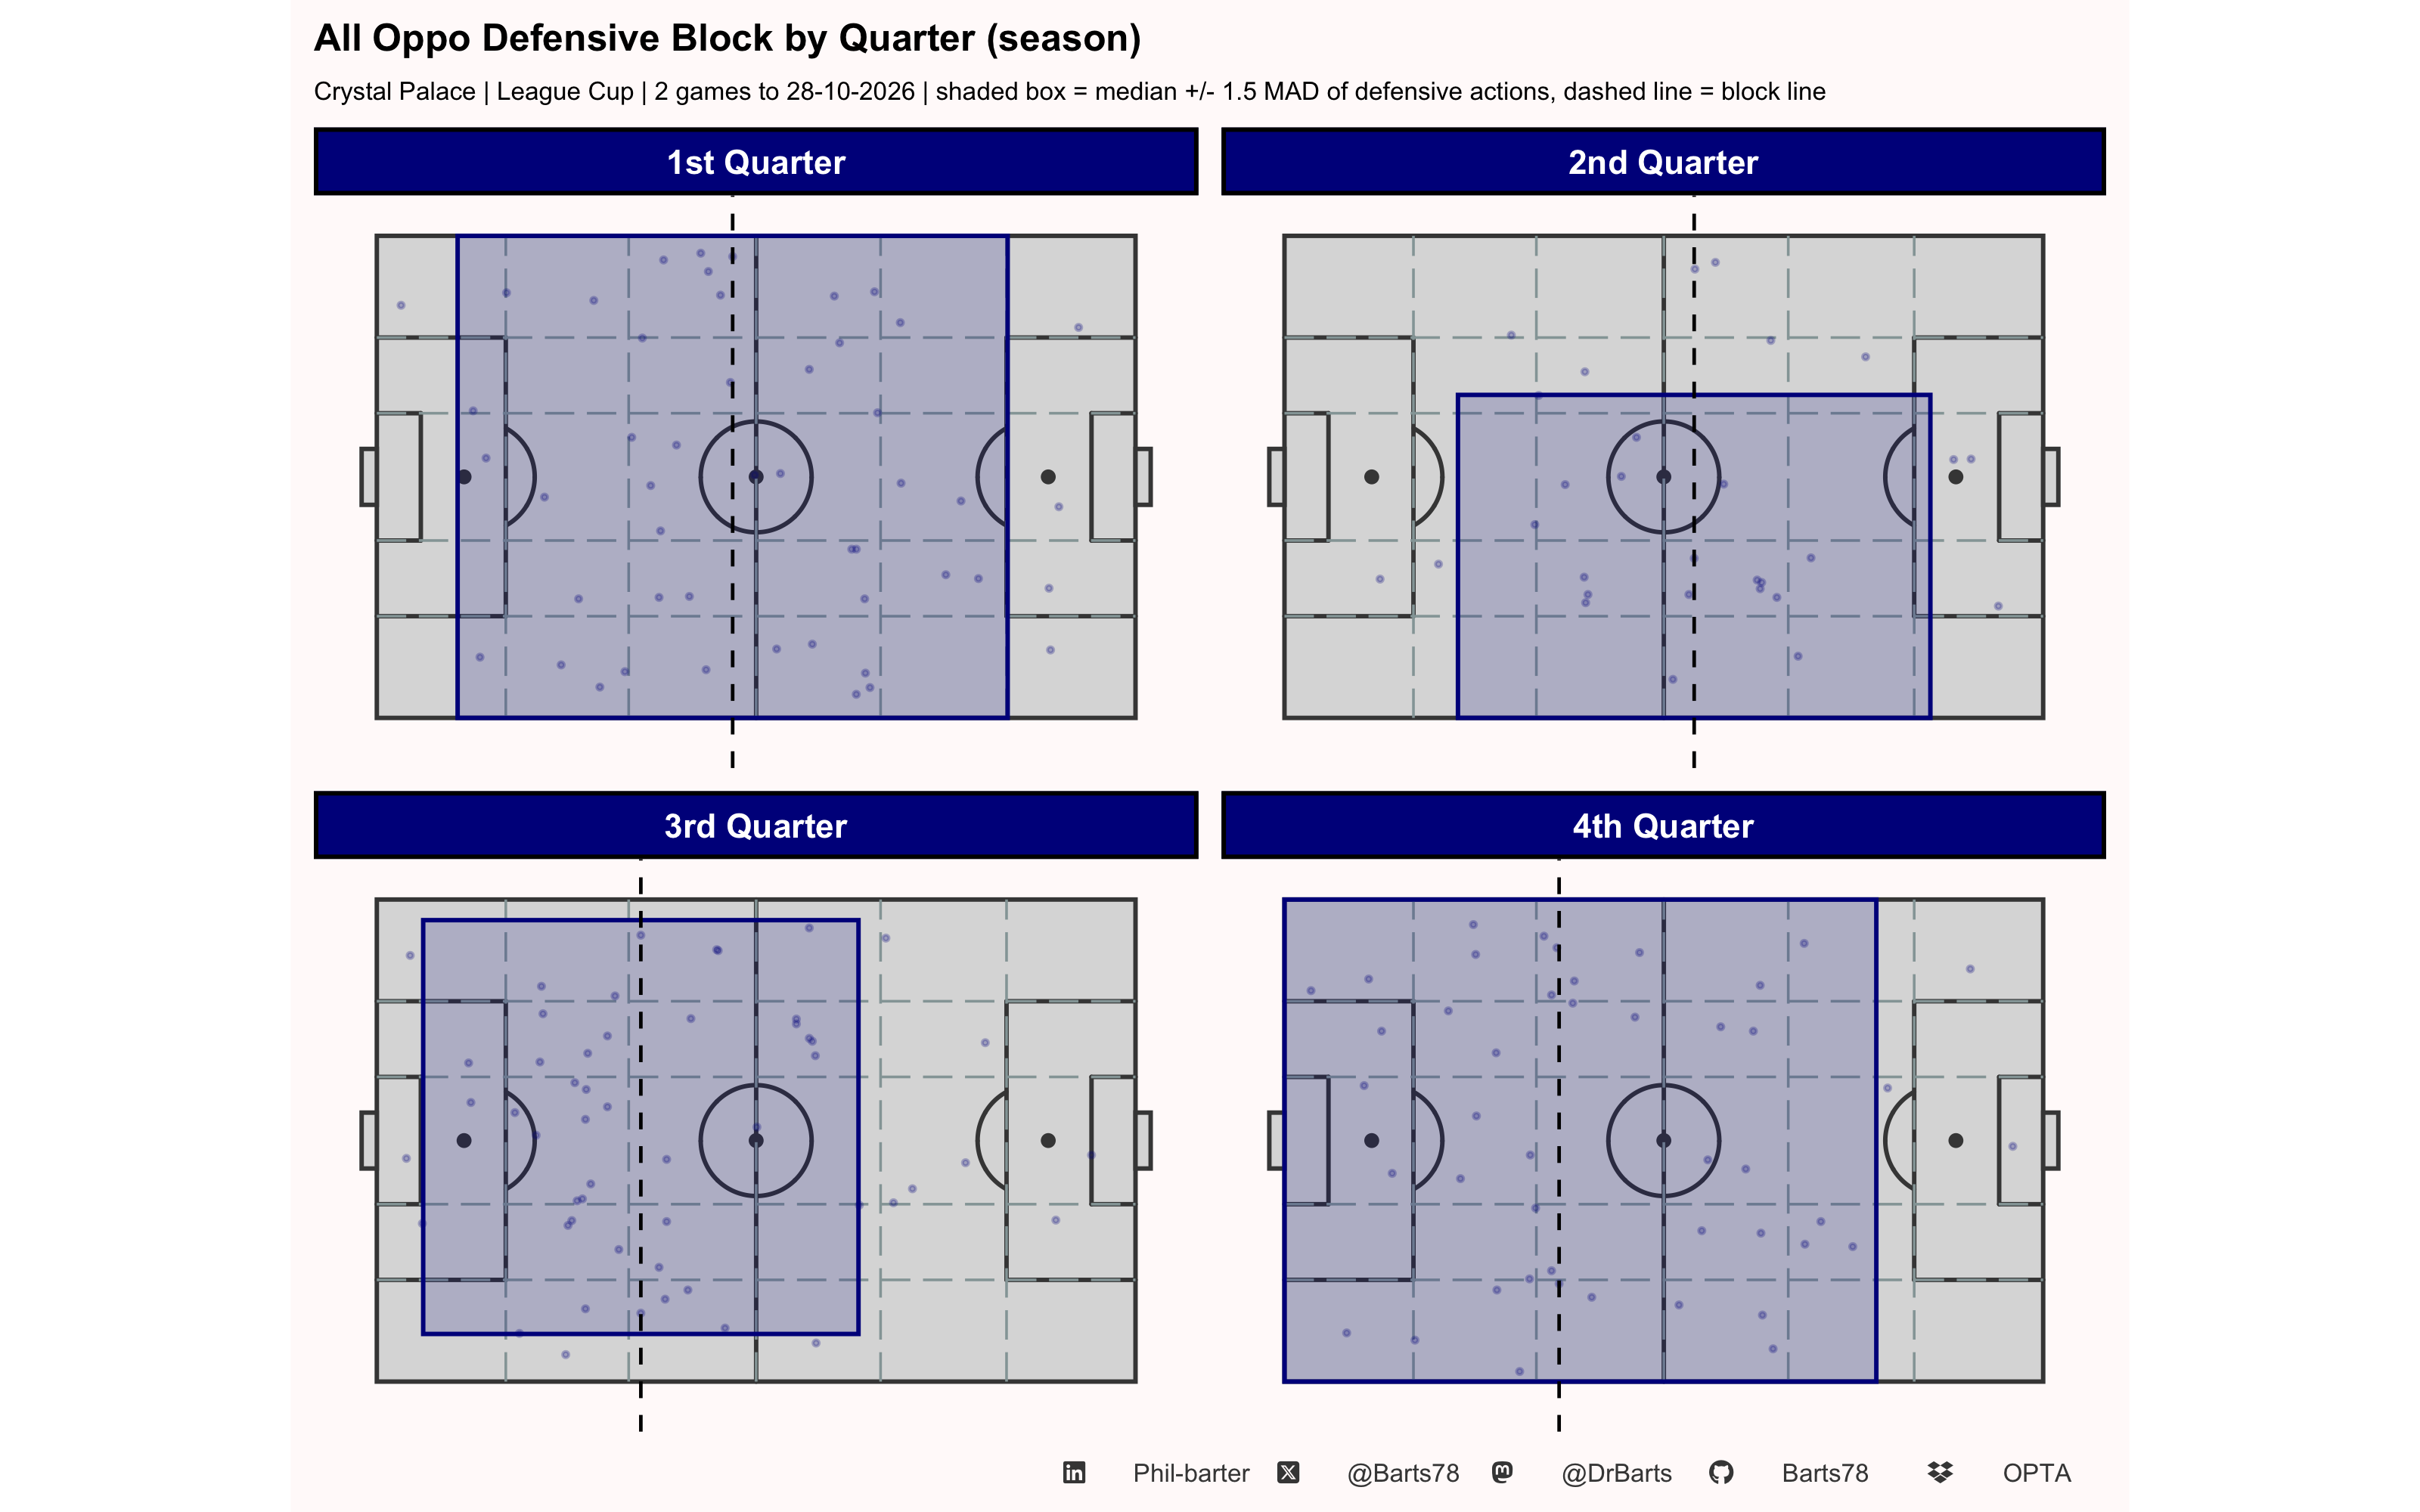 All Oppo Defensive Block by Quarter (season)
Crystal Palace | League Cup | 2 games to 28-10-2026 | shaded box = median +/- 1.5 MAD of defensive actions, dashed line = block line
1st Quarter
2nd Quarter
3rd Quarter
4th Quarter
Phil-barter @Barts78 @DrBarts Barts78 OPTA